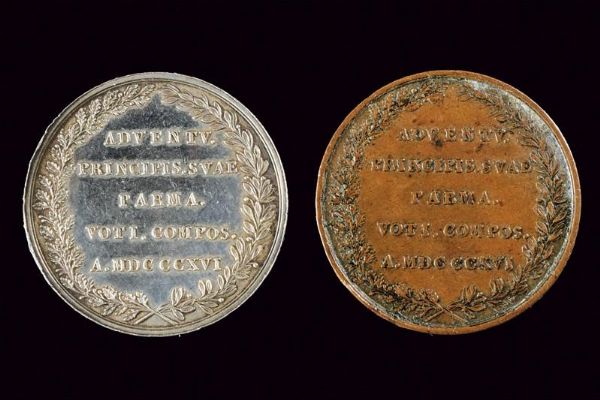 ADVENTV.
PRINCIPIS. SVAE
PARMA.
VOTI. COMPOS.
A. MDCCCXVI
ADVENTV.
PRINCIPIS. SVAE
PARMA.
VOTI. COMPOS.
A. MDCCCXVI